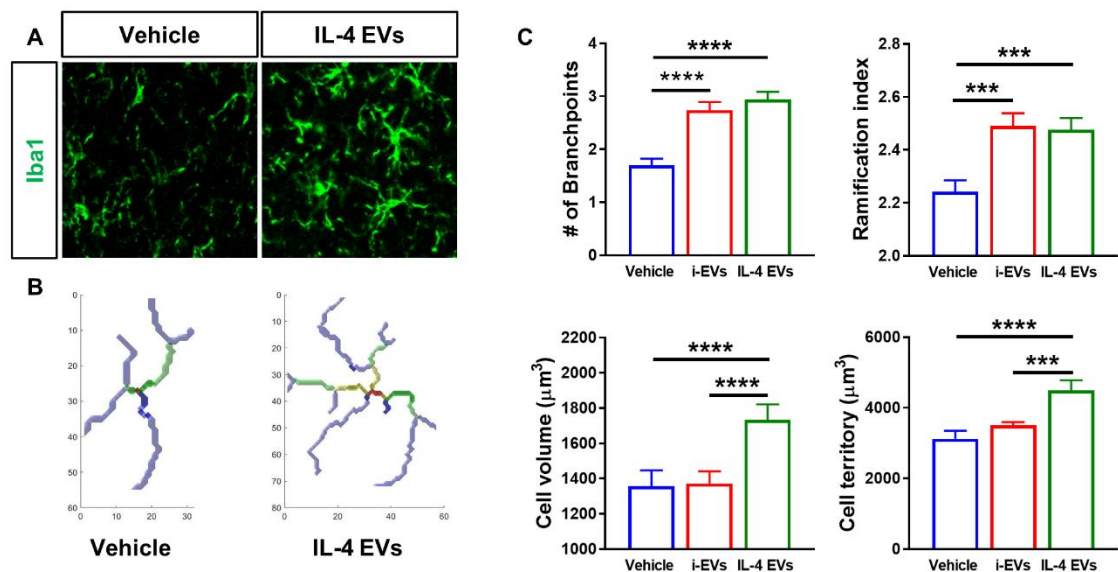 A
Vehicle
IL-4 EVs
Iba1
B
0
10
20
30
40
50
60
0
10
20
30
Vehicle
0
10
20
30
40
50
60
70
80
0
20
40
60
IL-4 EVs
C
# of Branchpoints
4
3
2
1
0
****
****
Vehicle
i-EVs
IL-4 EVs
Ramification index
2.8
2.6
2.4
2.2
2.0
***
***
Vehicle
i-EVs
IL-4 EVs
Cell volume (μm³)
2200
2000
1800
1600
1400
1200
1000
****
****
Vehicle
i-EVs
IL-4 EVs
Cell territory (μm³)
6000
4000
2000
0
****
***
Vehicle
i-EVs
IL-4 EVs